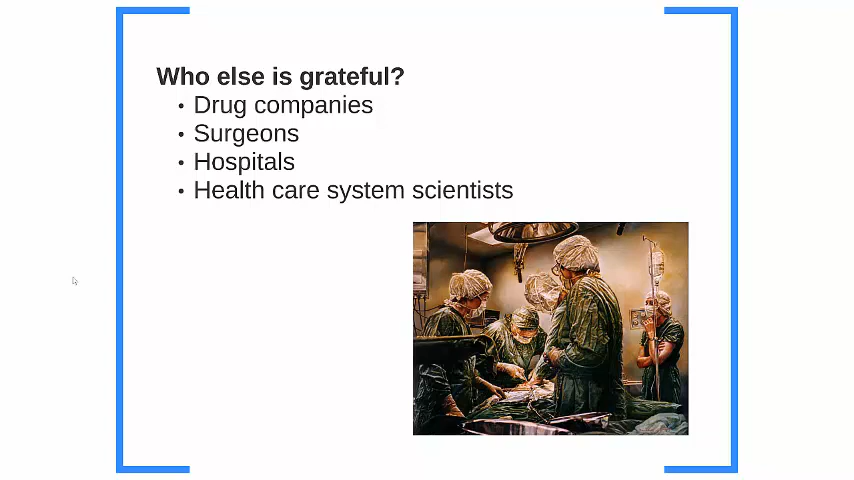 Who else is grateful?
• Drug companies
• Surgeons
• Hospitals
• Health care system scientists